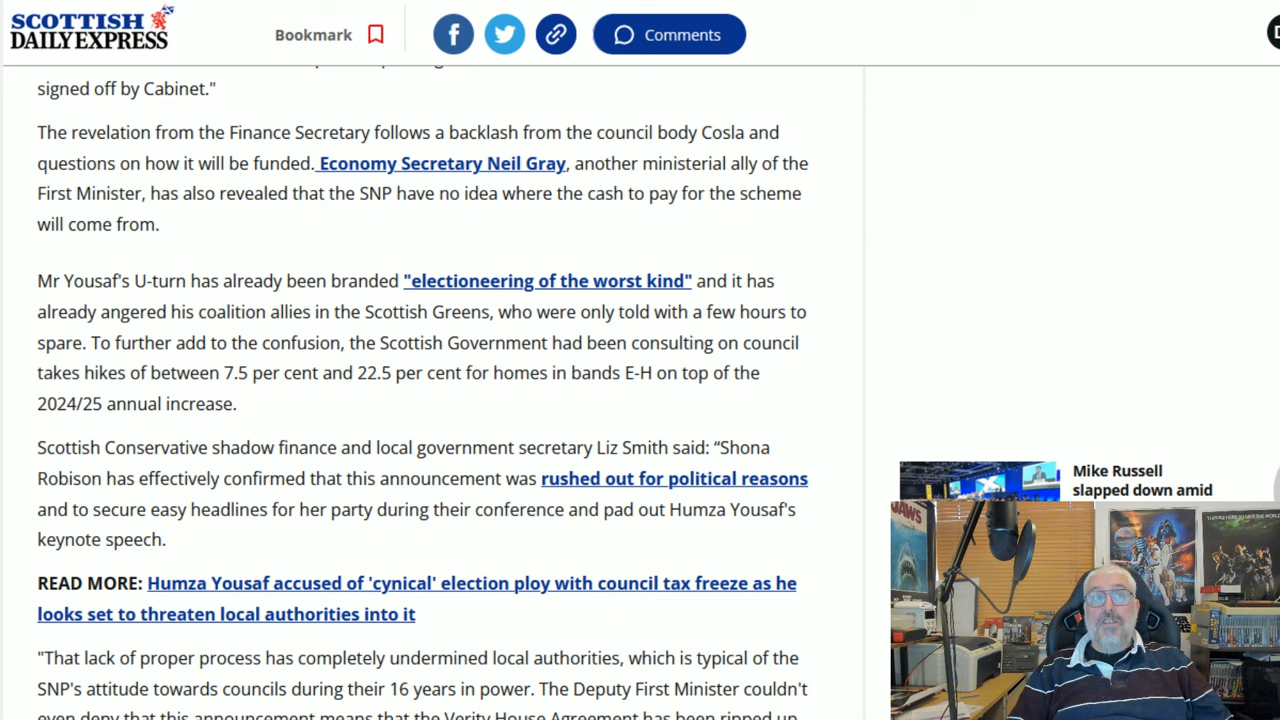 SCOTTISH
DAILY EXPRESS
Bookmark
Comments
signed off by Cabinet."
The revelation from the Finance Secretary follows a backlash from the council body Cosla and
questions on how it will be funded. Economy Secretary Neil Gray, another ministerial ally of the
First Minister, has also revealed that the SNP have no idea where the cash to pay for the scheme
will come from.
Mr Yousaf's U-turn has already been branded "electioneering of the worst kind" and it has
already angered his coalition allies in the Scottish Greens, who were only told with a few hours to
spare. To further add to the confusion, the Scottish Government had been consulting on council
takes hikes of between 7.5 per cent and 22.5 per cent for homes in bands E-H on top of the
2024/25 annual increase.
Scottish Conservative shadow finance and local government secretary Liz Smith said: “Shona
Robison has effectively confirmed that this announcement was rushed out for political reasons
and to secure easy headlines for her party during their conference and pad out Humza Yousaf's
keynote speech.
READ MORE: Humza Yousaf accused of 'cynical' election ploy with council tax freeze as he
looks set to threaten local authorities into it
"That lack of proper process has completely undermined local authorities, which is typical of the
SNP's attitude towards councils during their 16 years in power. The Deputy First Minister couldn't
even deny that this announcement means that the Verity House Agreement has been ripped up
Mike Russell
slapped down amid
JAWS